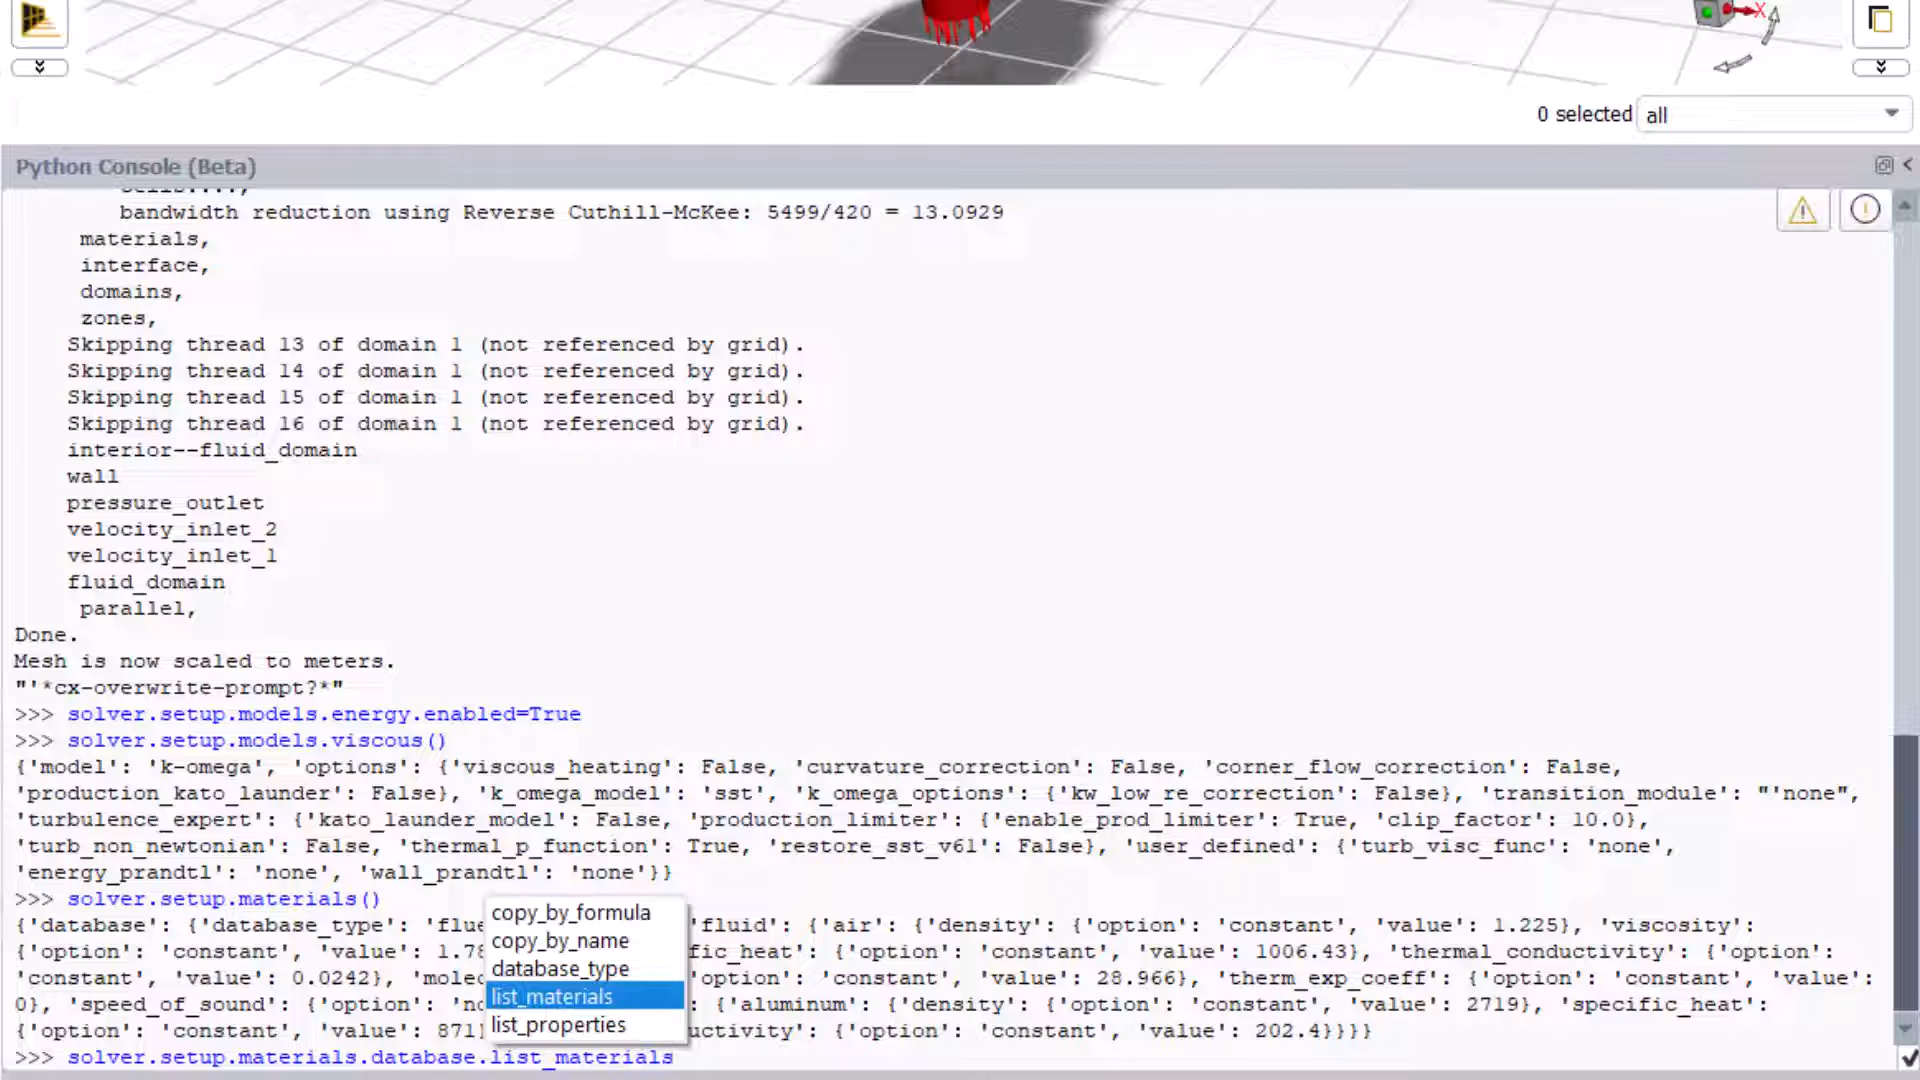 X
0 selected all
Python Console (Beta)
bandwidth reduction using Reverse Cuthill-McKee: 5499/420 = 13.0929
materials,
interface,
domains,
zones,
Skipping thread 13 of domain 1 (not referenced by grid).
Skipping thread 14 of domain 1 (not referenced by grid).
Skipping thread 15 of domain 1 (not referenced by grid).
Skipping thread 16 of domain 1 (not referenced by grid).
interior--fluid_domain
wall
pressure_outlet
velocity_inlet_2
velocity_inlet_1
fluid_domain
parallel,
Done.
Mesh is now scaled to meters.
"'*cx-overwrite-prompt?*"
>>> solver.setup.models.energy.enabled=True
>>> solver.setup.models.viscous()
{'model': 'k-omega', 'options': {'viscous_heating': False, 'curvature_correction': False, 'corner_flow_correction': False,
'production_kato_launder': False}, 'k_omega_model': 'sst', 'k_omega_options': {'kw_low_re_correction': False}, 'transition_module': "'none",
'turbulence_expert': {'kato_launder_model': False, 'production_limiter': {'enable_prod_limiter': True, 'clip_factor': 10.0},
'turb_non_newtonian': False, 'thermal_p_function': True, 'restore_sst_v61': False}, 'user_defined': {'turb_visc_func': 'none',
'energy_prandtl': 'none', 'wall_prandtl': 'none'}}
>>> solver.setup.materials()
{'database': {'database_type': 'flue 'fluid': {'air': {'density': {'option': 'constant', 'value': 1.225}, 'viscosity':
{'option': 'constant', 'value': 1.78 fic_heat': {'option': 'constant', 'value': 1006.43}, 'thermal_conductivity': {'option':
'constant', 'value': 0.0242}, 'molec 'option': 'constant', 'value': 28.966}, 'therm_exp_coeff': {'option': 'constant', 'value':
0}, 'speed_of_sound': {'option': 'no {'aluminum': {'density': {'option': 'constant', 'value': 2719}, 'specific_heat':
{'option': 'constant', 'value': 871} uctivity': {'option': 'constant', 'value': 202.4}}}}
copy_by_formula
copy_by_name
database_type
list_materials
list_properties
>>> solver.setup.materials.database.list_materials